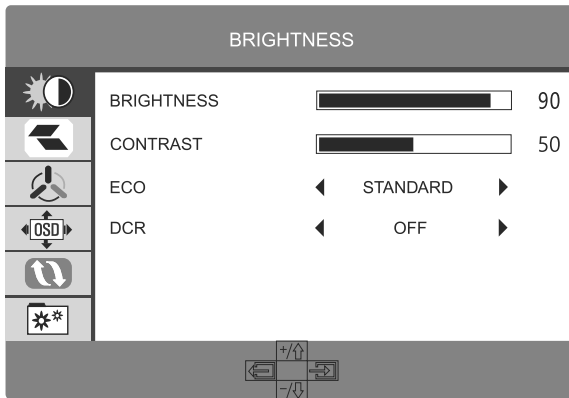 BRIGHTNESS
BRIGHTNESS 90
CONTRAST 50
ECO STANDARD
DCR OFF
OSD
+/
-/